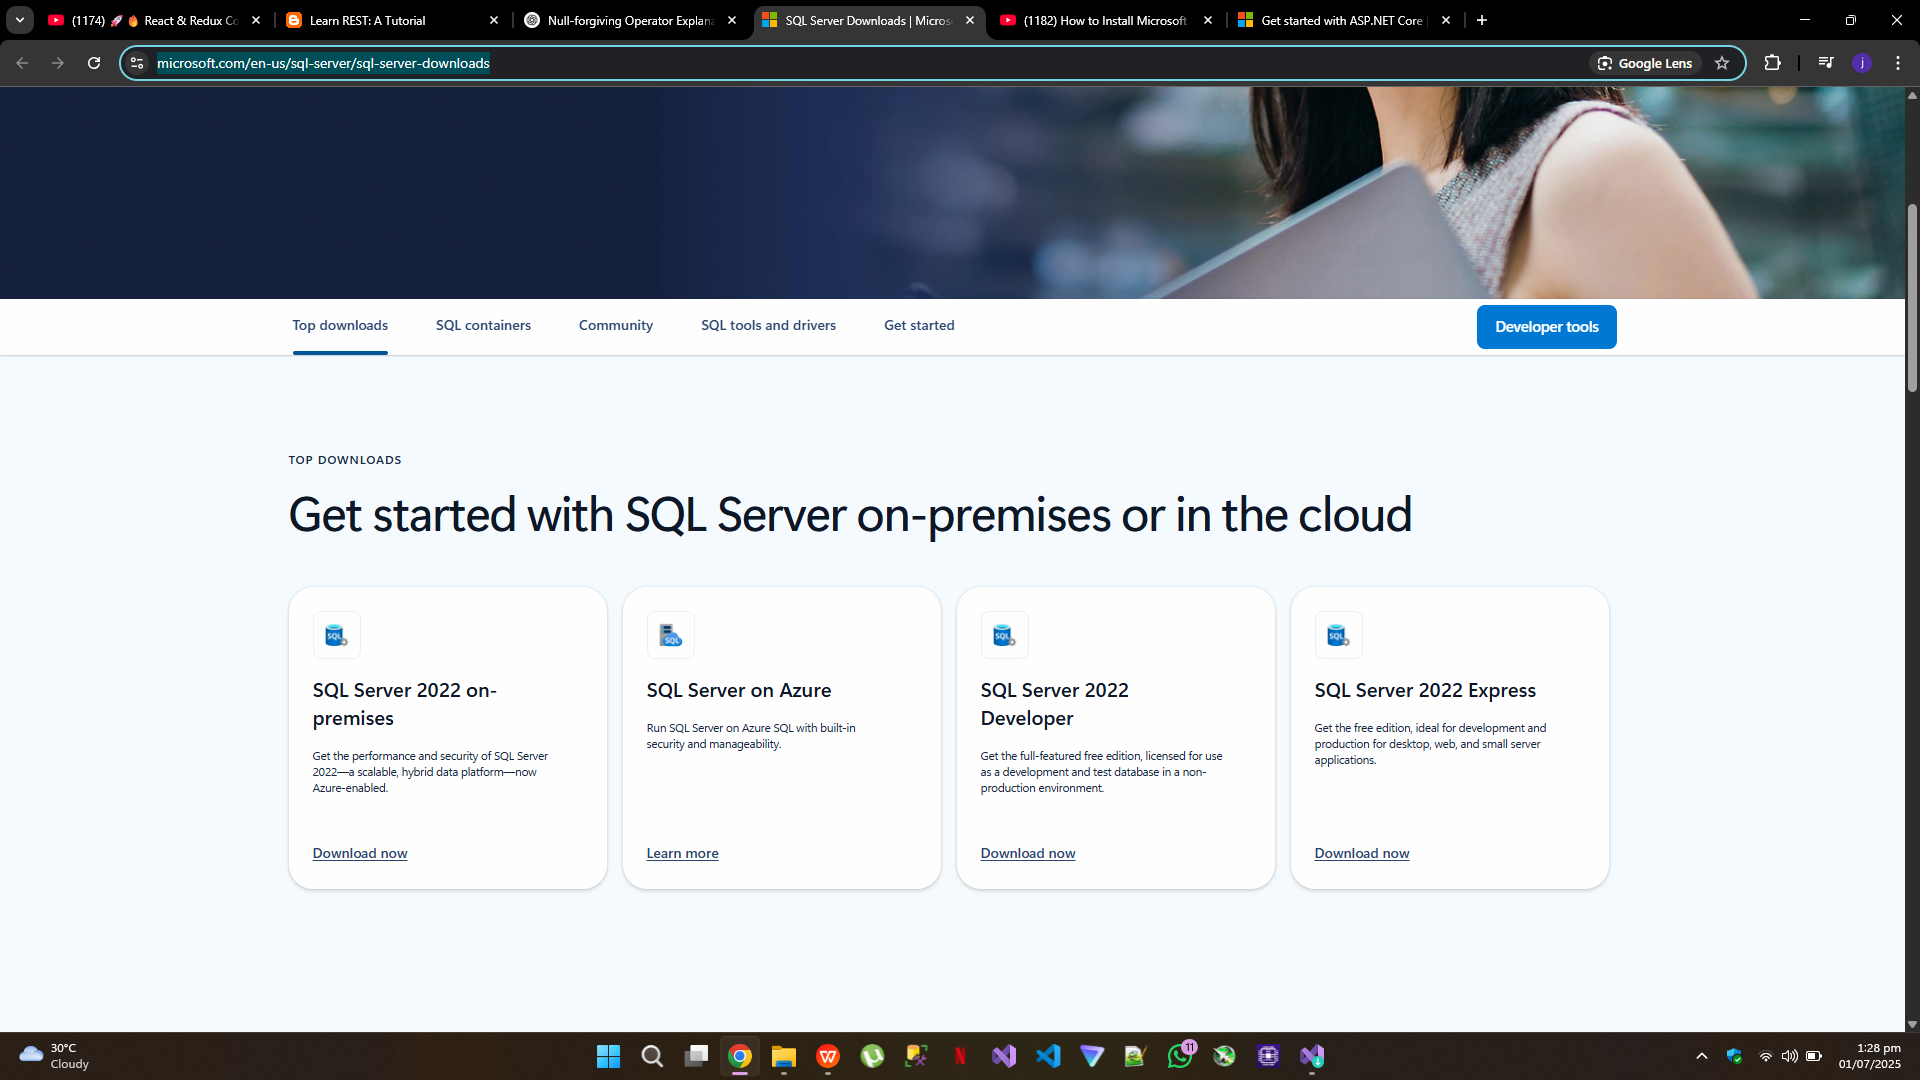 (1174) 🚀 🔥 React & Redux Co
Learn REST: A Tutorial
Null-forgiving Operator Explana
SQL Server Downloads | Micros
(1182) How to Install Microsoft
Get started with ASP.NET Core
microsoft.com/en-us/sql-server/sql-server-downloads
Google Lens
j
Top downloads
SQL containers
Community
SQL tools and drivers
Get started
Developer tools
TOP DOWNLOADS
Get started with SQL Server on-premises or in the cloud
SQL
SQL Server 2022 on-
premises
Get the performance and security of SQL Server
2022—a scalable, hybrid data platform—now
Azure-enabled.
Download now
SQL
SQL Server on Azure
Run SQL Server on Azure SQL with built-in
security and manageability.
Learn more
SQL
SQL Server 2022
Developer
Get the full-featured free edition, licensed for use
as a development and test database in a non-
production environment.
Download now
SQL
SQL Server 2022 Express
Get the free edition, ideal for development and
production for desktop, web, and small server
applications.
Download now
30°C
Cloudy
W
N
11
1:28 pm
01/07/2025